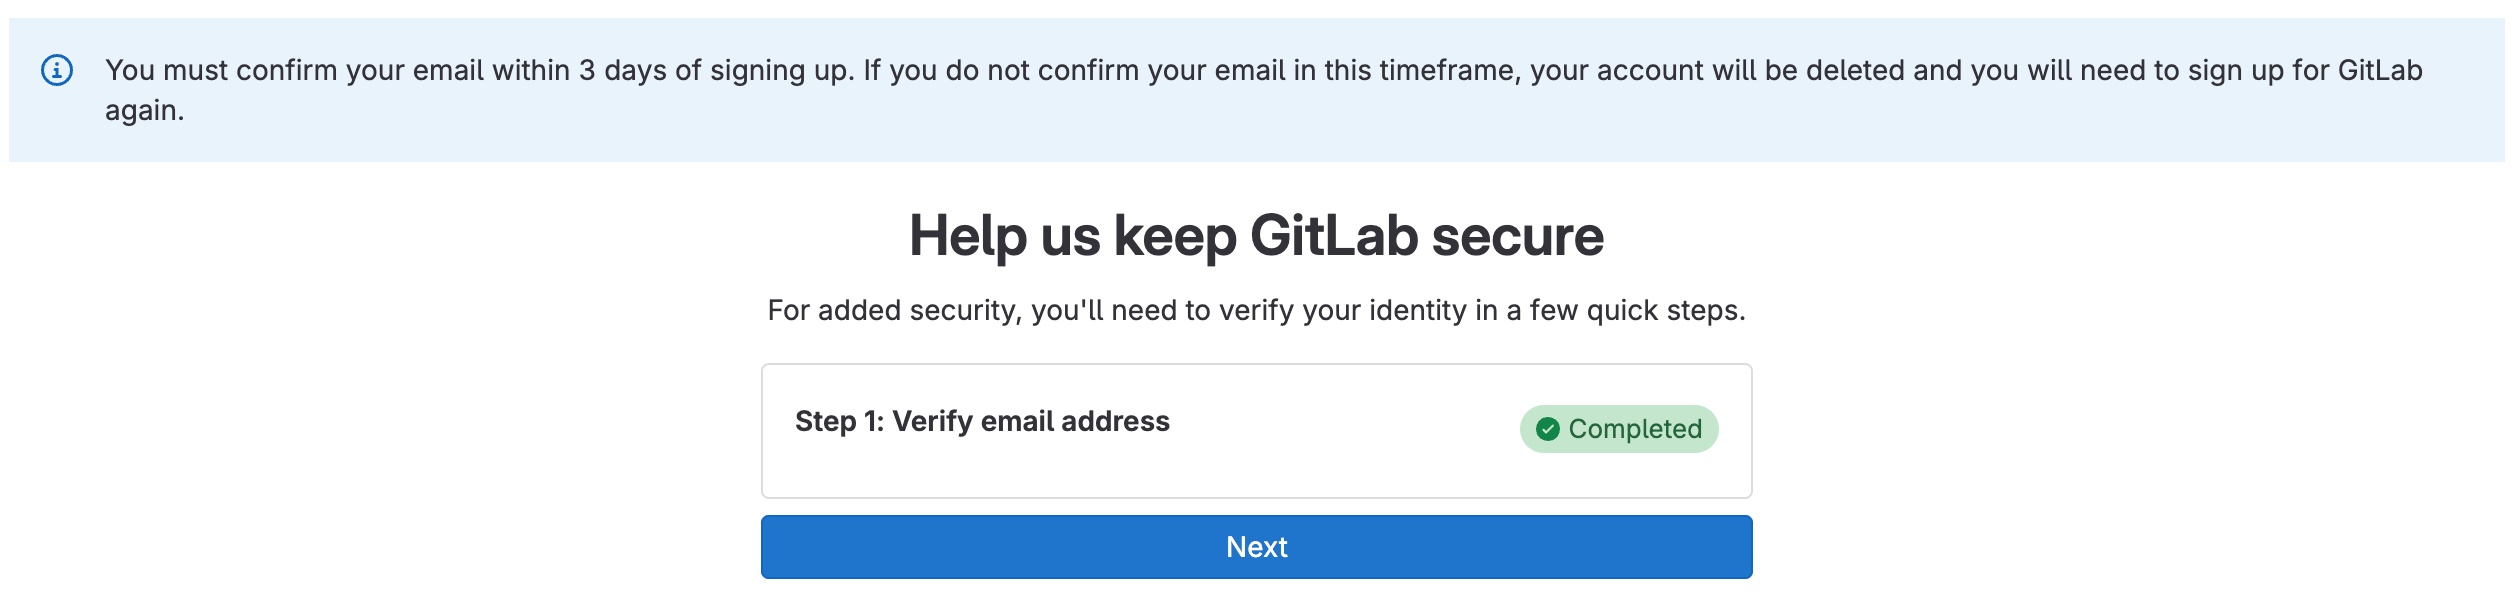 You must confirm your email within 3 days of signing up. If you do not confirm your email in this timeframe, your account will be deleted and you will need to sign up for GitLab
again.
Help us keep GitLab secure
For added security, you'll need to verify your identity in a few quick steps.
Step 1: Verify email address
Completed
Next